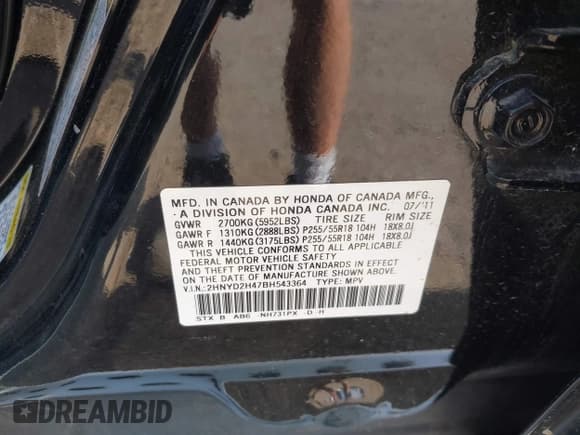 MFD. IN CANADA BY HONDA OF CANADA MFG.,
A DIVISION OF HONDA CANADA INC. 07/'11
GVWR 2700KG(5952LBS) TIRE SIZE RIM SIZE
GAWR F 1310KG(2888LBS) P255/55R18 104H 18X8.0J
GAWR R 1440KG(3175LBS) P255/55R18 104H 18X8.0J
THIS VEHICLE CONFORMS TO ALL APPLICABLE
FEDERAL MOTOR VEHICLE SAFETY
AND THEFT PREVENTION STANDARDS IN EFFECT
ON THE DATE OF MANUFACTURE SHOWN ABOVE.
V.I.N.:2HNYD2H47BH543364 TYPE: MPV
STX B AB6 -NH731PX -D-H
DREAMBID